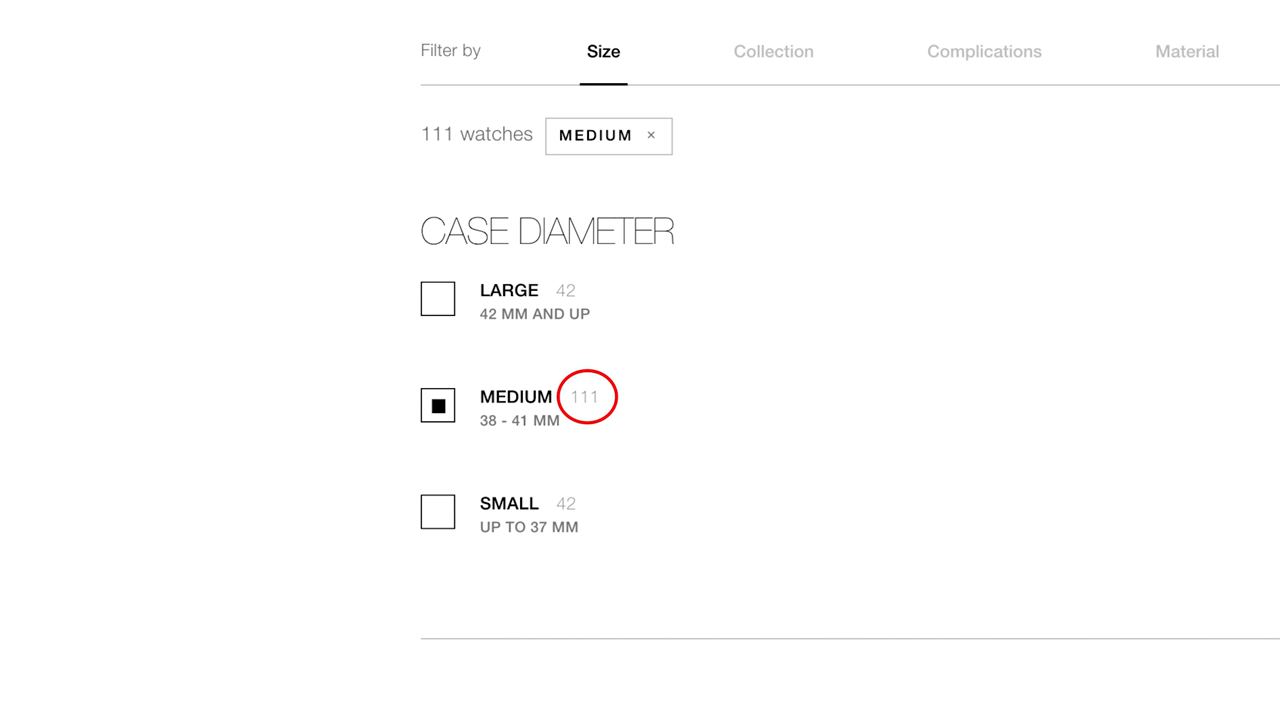 Filter by Size Collection Complications Material
111 watches MEDIUM ×
CASE DIAMETER
LARGE 42
42 MM AND UP
MEDIUM 111
38 - 41 MM
SMALL 42
UP TO 37 MM